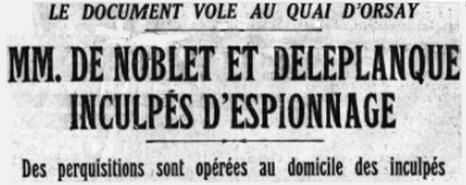 LE DOCUMENT VOLE AU QUAI D'ORSAY
MM. DE NOBLET ET DELEPLANQUE
INCULPÉS D'ESPIONNAGE
Des perquisitions sont opérées au domicile des inculpés